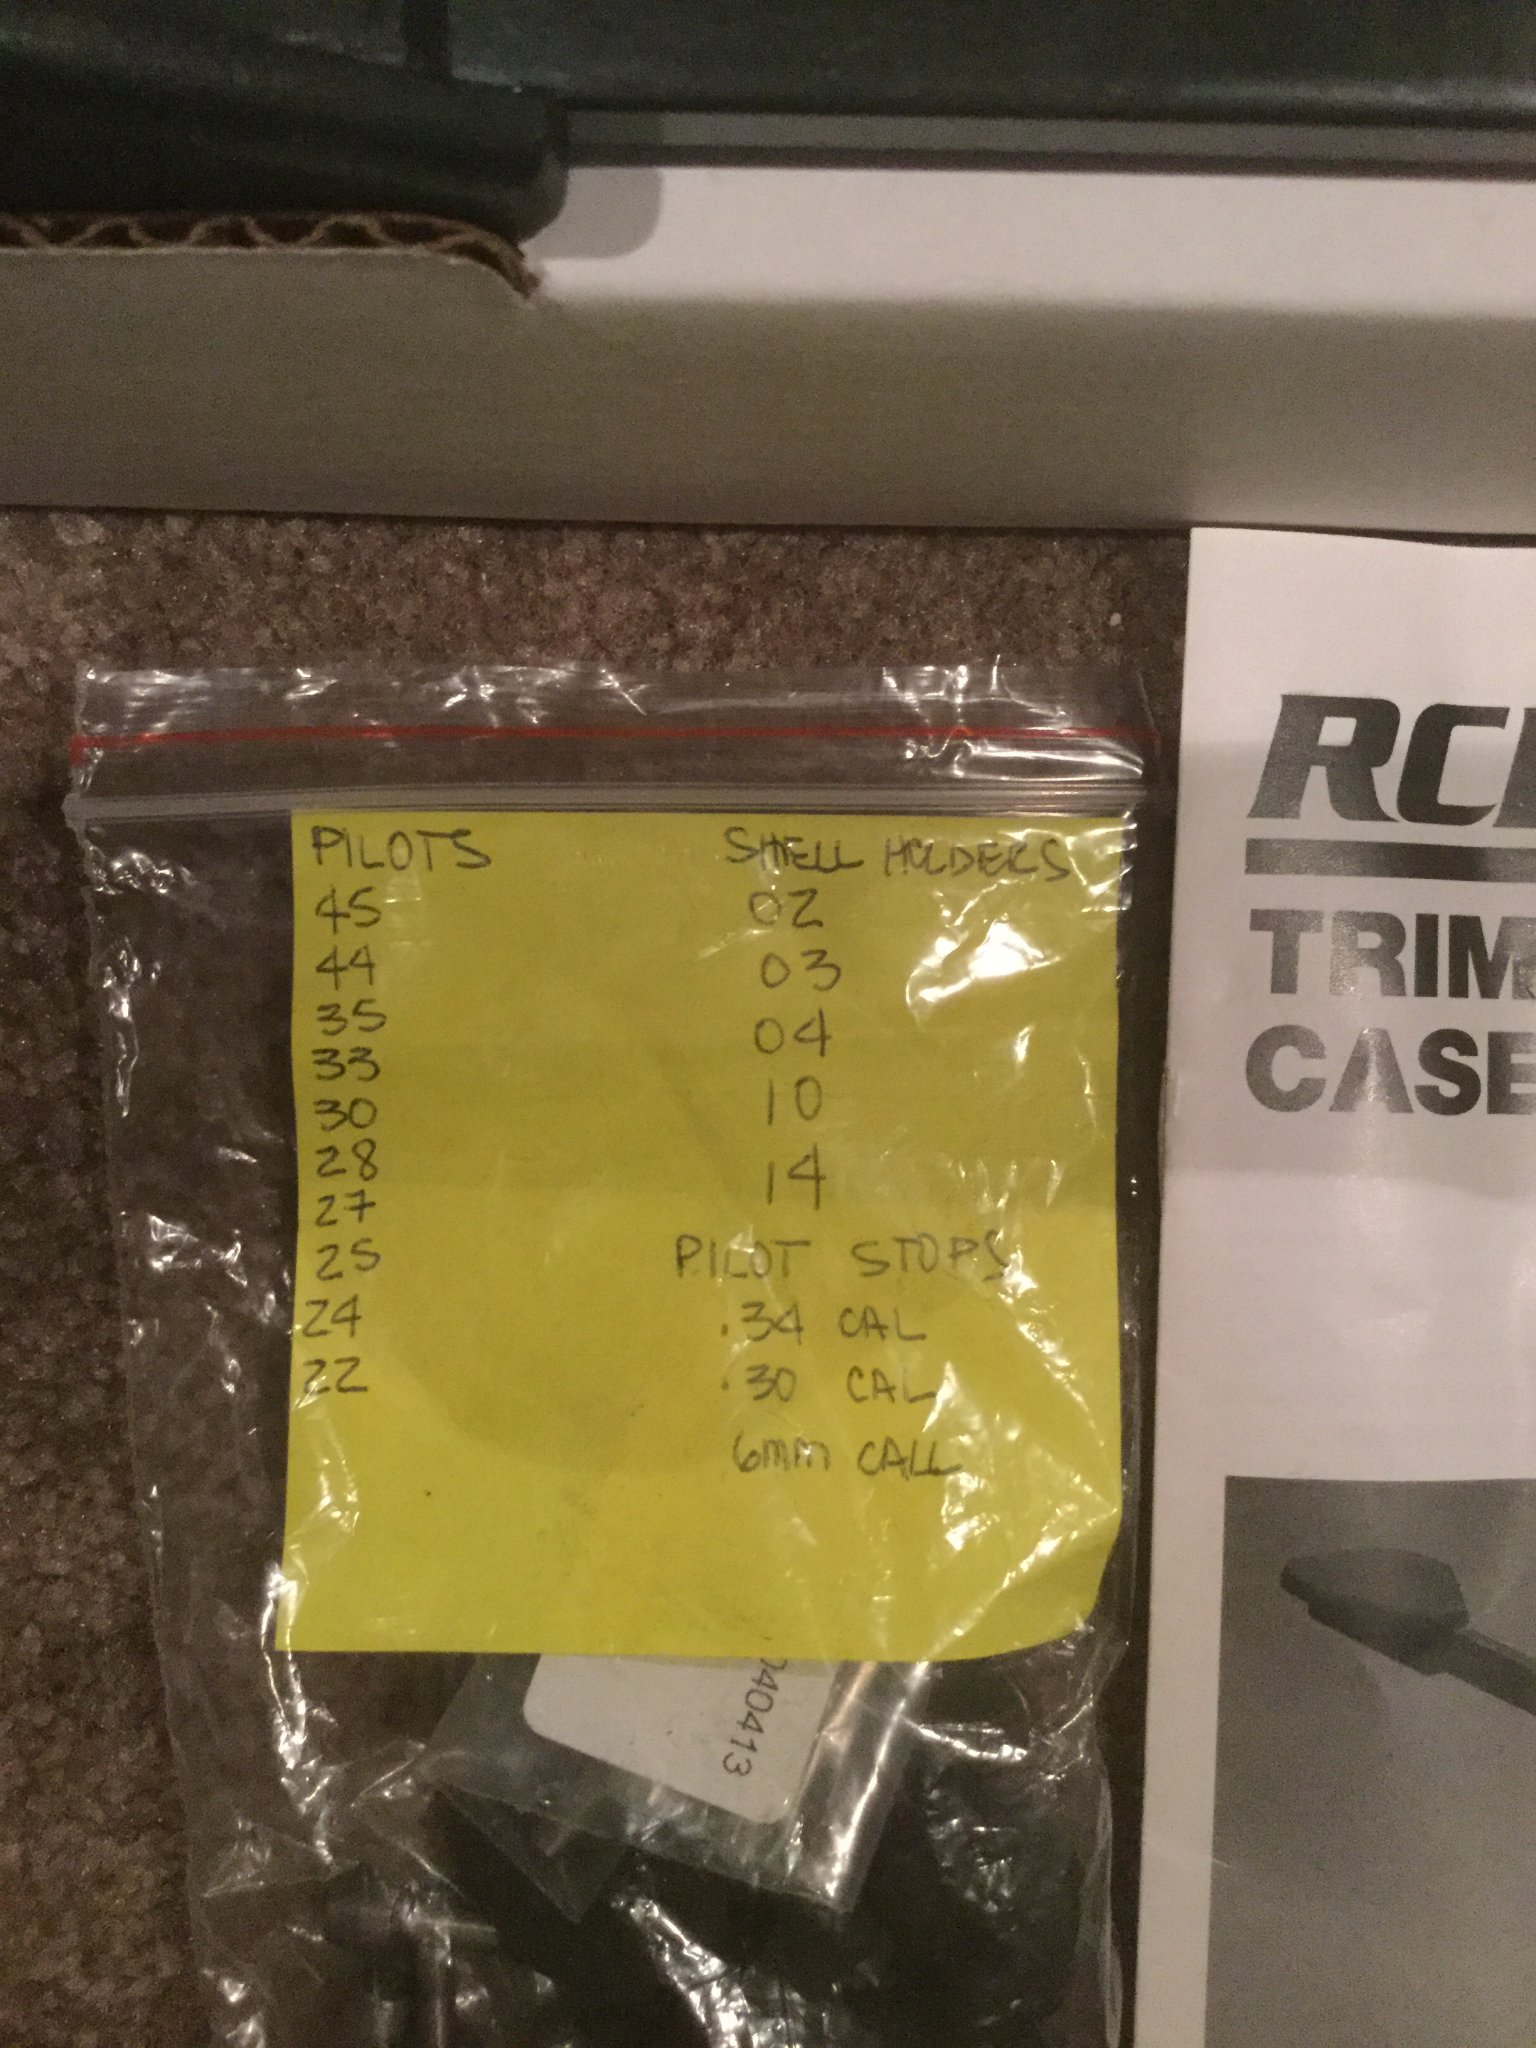 PILOTS
45
44
35
33
30
28
27
25
24
22
SHELL HOLDERS
02
03
04
10
14
PILOT STOPS
.34 CAL
.30 CAL
6mm CALL
RC
TRIM
CASE
040413